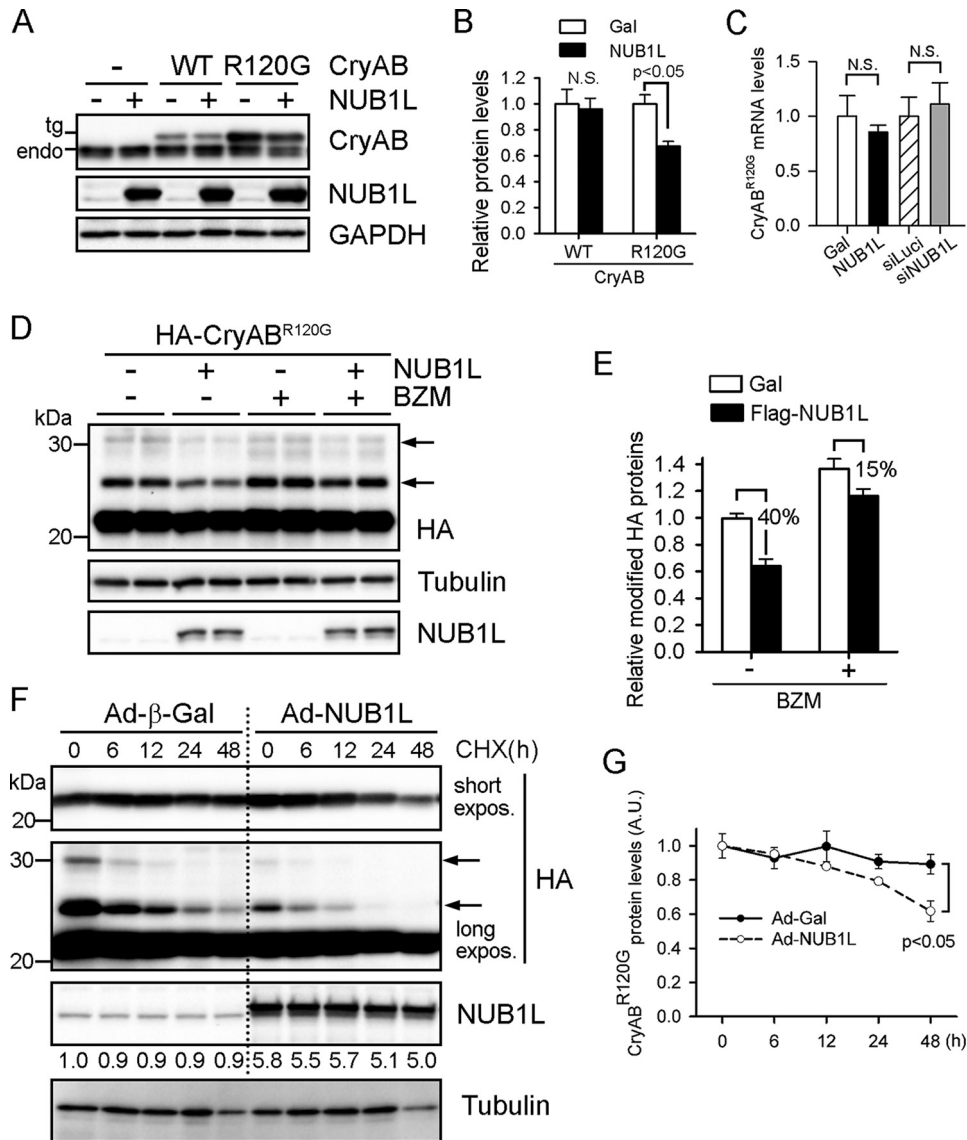 A
- WT R120G CryAB
- + - + - + NUB1L
tg
endo
CryAB
NUB1L
GAPDH
B
Gal
NUB1L
N.S.
p<0.05
Relative protein levels
1.2
1.0
0.8
0.6
0.4
0.2
0.0
WT R120G
CryAB
C
N.S.
N.S.
CryABR120G mRNA levels
1.5
1.0
0.5
0.0
Gal
NUB1L
siLuci
siNUB1L
D
HA-CryABR120G
- + - + NUB1L
- - + + BZM
kDa
30
20
HA
Tubulin
NUB1L
E
Gal
Flag-NUB1L
Relative modified HA proteins
1.4
1.2
1.0
0.8
0.6
0.4
0.2
0.0
40%
15%
- +
BZM
F
Ad-β-Gal Ad-NUB1L
0 6 12 24 48 0 6 12 24 48 CHX(h)
kDa
20
short
expos.
30
HA
long
expos.
20
NUB1L
1.0 0.9 0.9 0.9 0.9 5.8 5.5 5.7 5.1 5.0
Tubulin
G
CryABR120G protein levels (A.U.)
1.0
0.8
0.6
0.4
0.2
0.0
Ad-Gal
Ad-NUB1L
p<0.05
0 6 12 24 48 (h)